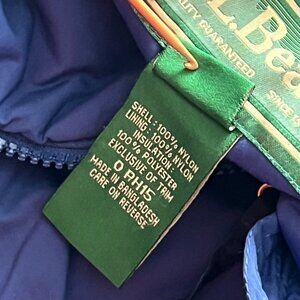 L.L.Bea
QUALITY GUARANTEED
SINCE
SHELL: 100% NYLON
LINING: 100% NYLON
INSULATION:
100% POLYESTER
EXCLUSIVE OF TRIM
0 RH15
MADE IN BANGLADESH
CARE ON REVERSE